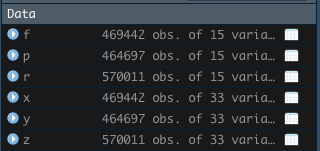 Data
f 469442 obs. of 15 varia…
p 464697 obs. of 15 varia…
r 570011 obs. of 15 varia…
x 469442 obs. of 33 varia…
y 464697 obs. of 33 varia…
z 570011 obs. of 33 varia…